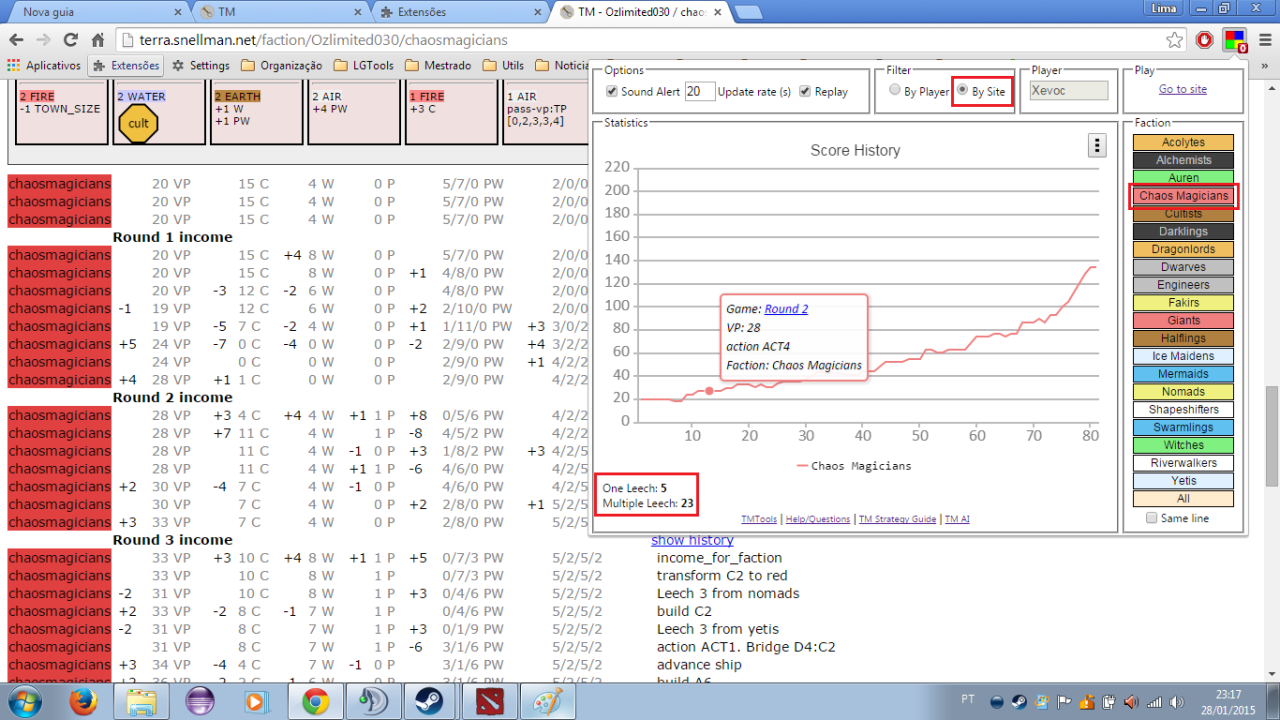 Nova guia
TM
Extensões
TM - Ozlimited030 / chaos
Lima
terra.snellman.net/faction/Ozlimited030/chaosmagicians
0
Aplicativos Extensões Settings Organização LGTools Mestrado Utils Noticia »
2 FIRE
-1 TOWN_SIZE
2 WATER
cult
2 EARTH
+1 W
+1 PW
2 AIR
+4 PW
1 FIRE
+3 C
1 AIR
pass-vp:TP
[0,2,3,3,4]
chaosmagicians 20 VP 15 C 4 W 0 P 5/7/0 PW 2/0/0
chaosmagicians 20 VP 15 C 4 W 0 P 5/7/0 PW 2/0/0
chaosmagicians 20 VP 15 C 4 W 0 P 5/7/0 PW 2/0/0
Round 1 income
chaosmagicians 20 VP 15 C +4 8 W 0 P 5/7/0 PW 2/0/0
chaosmagicians 20 VP 15 C 8 W 0 P +1 4/8/0 PW 2/0/0
chaosmagicians 20 VP -3 12 C -2 6 W 0 P 4/8/0 PW 2/0/0
chaosmagicians -1 19 VP 12 C 6 W 0 P +2 2/10/0 PW 2/0/0
chaosmagicians 19 VP -5 7 C -2 4 W 0 P +1 1/11/0 PW +3 3/0/2
chaosmagicians +5 24 VP -7 0 C -4 0 W 0 P -2 2/9/0 PW +4 3/2/2
chaosmagicians 24 VP 0 C 0 W 0 P 2/9/0 PW +1 4/2/2
chaosmagicians +4 28 VP +1 1 C 0 W 0 P 2/9/0 PW 4/2/2
Round 2 income
chaosmagicians 28 VP +3 4 C +4 4 W +1 1 P +8 0/5/6 PW 4/2/2
chaosmagicians 28 VP +7 11 C 4 W 1 P -8 4/5/2 PW 4/2/2
chaosmagicians 28 VP 11 C 4 W -1 0 P +3 1/8/2 PW +3 4/2/5
chaosmagicians 28 VP 11 C 4 W +1 1 P -6 4/6/0 PW 4/2/5
chaosmagicians +2 30 VP -4 7 C 4 W -1 0 P 4/6/0 PW 4/2/5
chaosmagicians 30 VP 7 C 4 W 0 P +2 2/8/0 PW +1 5/2/5
chaosmagicians +3 33 VP 7 C 4 W 0 P 2/8/0 PW 5/2/5
Round 3 income
show history
chaosmagicians 33 VP +3 10 C +4 8 W +1 1 P +5 0/7/3 PW 5/2/5/2 income_for_faction
chaosmagicians 33 VP 10 C 8 W 1 P 0/7/3 PW 5/2/5/2 transform C2 to red
chaosmagicians -2 31 VP 10 C 8 W 1 P +3 0/4/6 PW 5/2/5/2 Leech 3 from nomads
chaosmagicians +2 33 VP -2 8 C -1 7 W 1 P 0/4/6 PW 5/2/5/2 build C2
chaosmagicians -2 31 VP 8 C 7 W 1 P +3 0/1/9 PW 5/2/5/2 Leech 3 from yetis
chaosmagicians 31 VP 8 C 7 W 1 P -6 3/1/6 PW 5/2/5/2 action ACT1. Bridge D4:C2
chaosmagicians +3 34 VP -4 4 C 7 W -1 0 P 3/1/6 PW 5/2/5/2 advance ship
chaosmagicians +2 36 VP -2 2 C -1 6 W 0 P 3/1/6 PW 5/2/5/2 build A6
Options
Sound Alert 20 Update rate (s) Replay
Filter
By Player By Site
Player
Xevoc
Play
Go to site
Statistics
Score History
220
200
180
160
140
120
100
80
60
40
20
0
10 20 30 40 50 60 70 80
Game: Round 2
VP: 28
action ACT4
Faction: Chaos Magicians
Chaos Magicians
One Leech: 5
Multiple Leech: 23
TMTools | Help/Questions | TM Strategy Guide | TM AI
Faction
Acolytes
Alchemists
Auren
Chaos Magicians
Cultists
Darklings
Dragonlords
Dwarves
Engineers
Fakirs
Giants
Halflings
Ice Maidens
Mermaids
Nomads
Shapeshifters
Swarmlings
Witches
Riverwalkers
Yetis
All
Same line
PT
23:17
28/01/2015